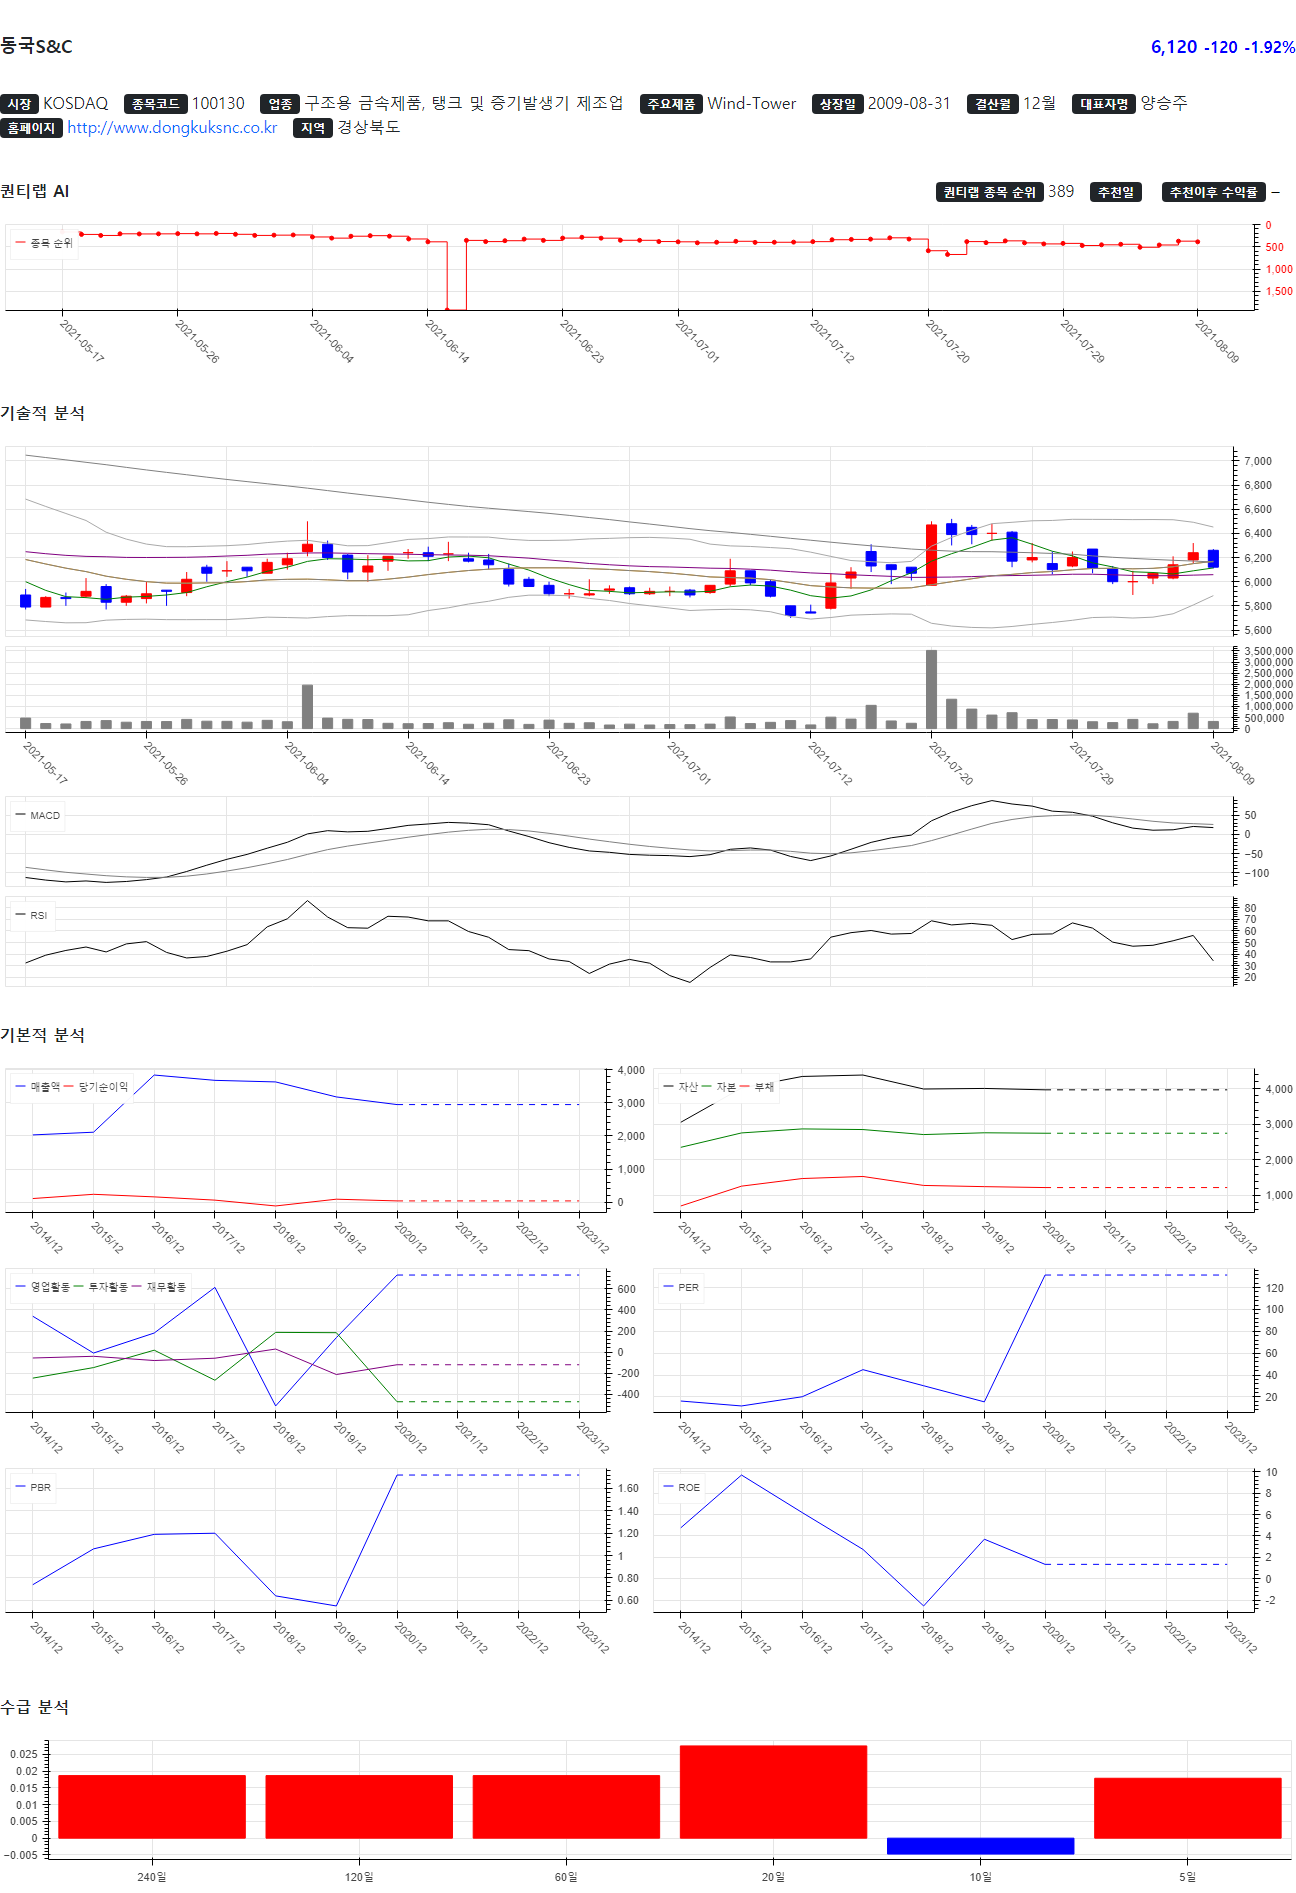 동국S&C
6,120 -120 -1.92%
시장 KOSDAQ 종목코드 100130 업종 구조용 금속제품, 탱크 및 증기발생기 제조업 주요제품 Wind-Tower 상장일 2009-08-31 결산월 12월 대표자명 양승주
홈페이지 http://www.dongkuksnc.co.kr 지역 경상북도
퀀티랩 AI
퀀티랩 종목 순위 389 추천일 추천이후 수익률 –
종목 순위
0
500
1,000
1,500
2021-05-17 2021-05-26 2021-06-04 2021-06-14 2021-06-23 2021-07-01 2021-07-12 2021-07-20 2021-07-29 2021-08-09
기술적 분석
7,000
6,800
6,600
6,400
6,200
6,000
5,800
5,600
3,500,000
3,000,000
2,500,000
2,000,000
1,500,000
1,000,000
500,000
0
2021-05-17 2021-05-26 2021-06-04 2021-06-14 2021-06-23 2021-07-01 2021-07-12 2021-07-20 2021-07-29 2021-08-09
MACD
50
0
−50
−100
RSI
80
70
60
50
40
30
20
기본적 분석
매출액 당기순이익
4,000
3,000
2,000
1,000
0
2014/12 2015/12 2016/12 2017/12 2018/12 2019/12 2020/12 2021/12 2022/12 2023/12
자산 자본 부채
4,000
3,000
2,000
1,000
2014/12 2015/12 2016/12 2017/12 2018/12 2019/12 2020/12 2021/12 2022/12 2023/12
영업활동 투자활동 재무활동
600
400
200
0
-200
-400
2014/12 2015/12 2016/12 2017/12 2018/12 2019/12 2020/12 2021/12 2022/12 2023/12
PER
120
100
80
60
40
20
2014/12 2015/12 2016/12 2017/12 2018/12 2019/12 2020/12 2021/12 2022/12 2023/12
PBR
1.60
1.40
1.20
1
0.80
0.60
2014/12 2015/12 2016/12 2017/12 2018/12 2019/12 2020/12 2021/12 2022/12 2023/12
ROE
10
8
6
4
2
0
-2
2014/12 2015/12 2016/12 2017/12 2018/12 2019/12 2020/12 2021/12 2022/12 2023/12
수급 분석
0.025
0.02
0.015
0.01
0.005
0
−0.005
240일 120일 60일 20일 10일 5일